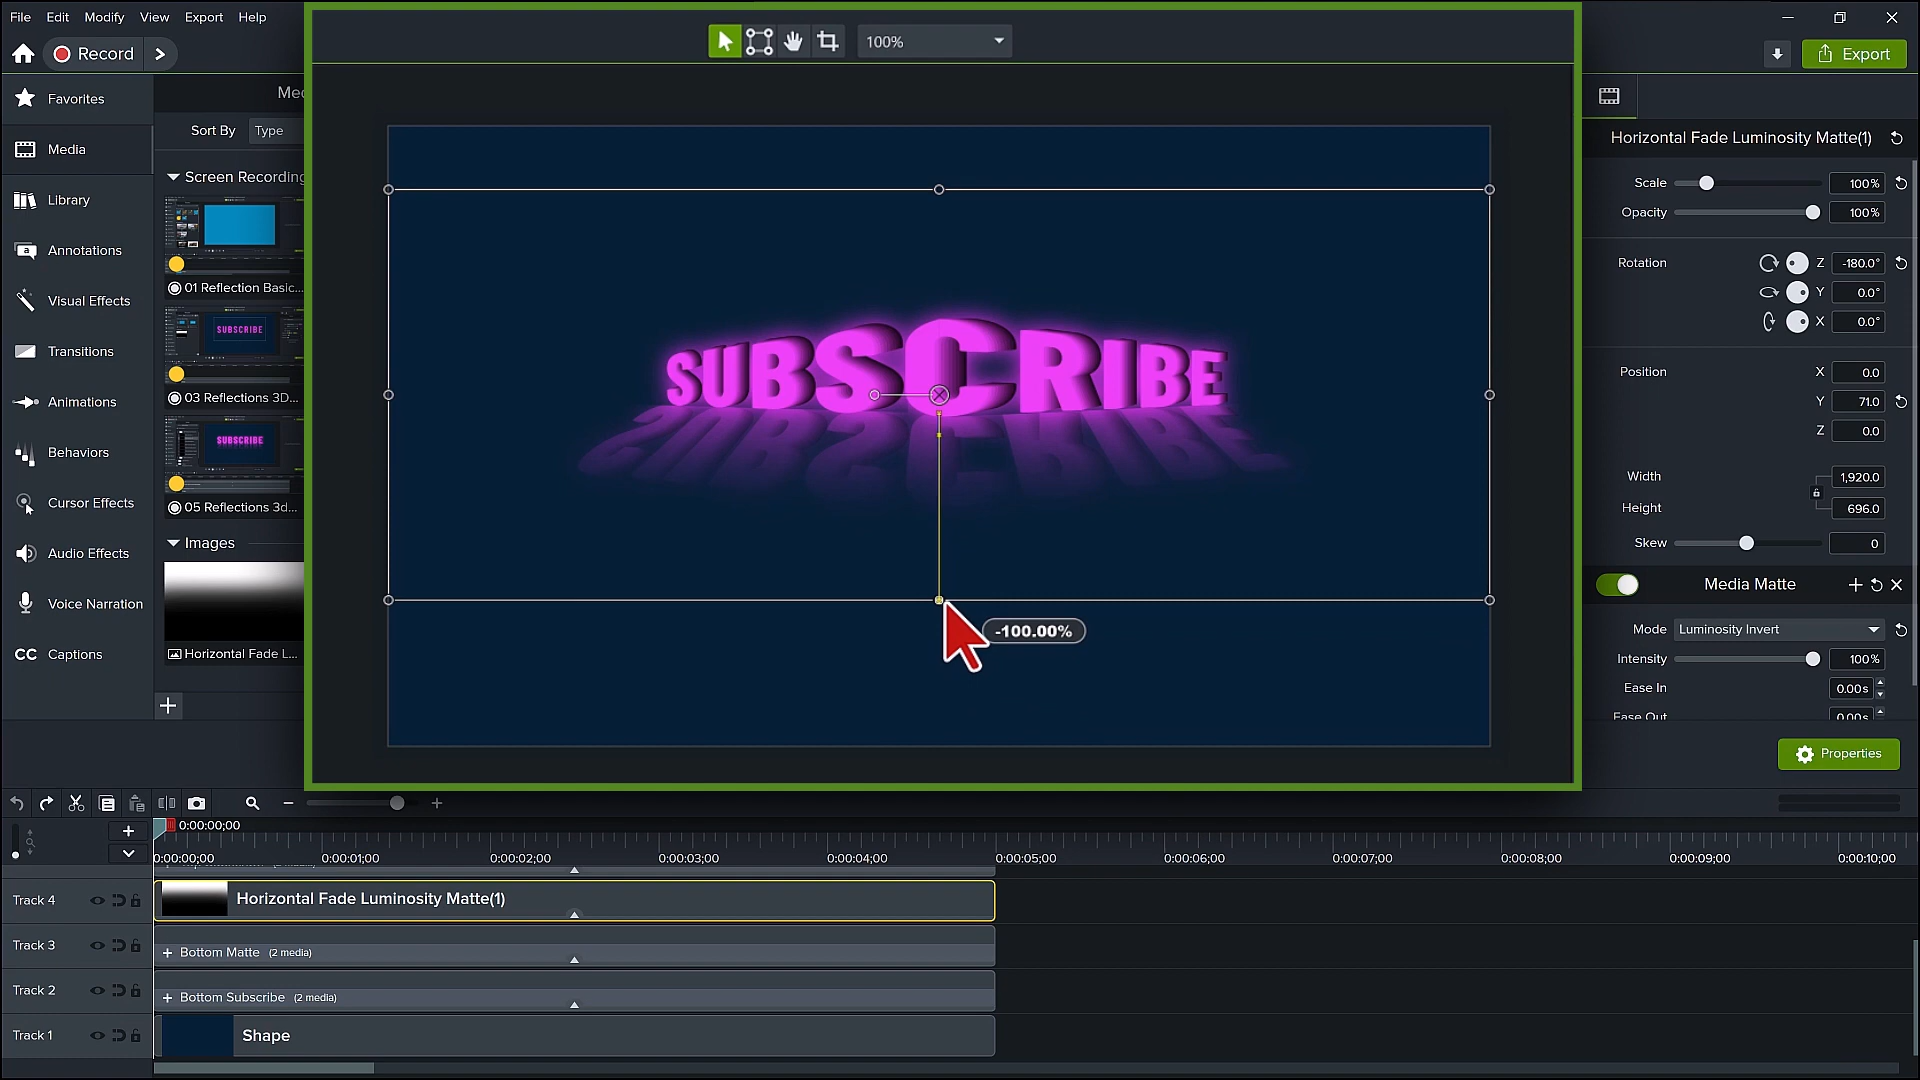 File Edit Modify View Export Help
Record
100%
Export
Favorites
Media
Library
Annotations
Visual Effects
Transitions
Animations
Behaviors
Cursor Effects
Audio Effects
Voice Narration
CC Captions
Sort By Type
Screen Recording
01 Reflection Basic...
SUBSCRIBE
03 Reflections 3D...
SUBSCRIBE
05 Reflections 3d...
Images
Horizontal Fade L...
SUBSCRIBE
SUBSCRIBE
-100.00%
Horizontal Fade Luminosity Matte(1)
Scale 100%
Opacity 100%
Rotation Z -180.0°
Y 0.0°
X 0.0°
Position X 0.0
Y 71.0
Z 0.0
Width 1,920.0
Height 696.0
Skew 0
Media Matte
Mode Luminosity Invert
Intensity 100%
Ease In 0.00s
Ease Out 0.00s
Properties
0:00:00;00
0:00:00;00 0:00:01;00 0:00:02;00 0:00:03;00 0:00:04;00 0:00:05;00 0:00:06;00 0:00:07;00 0:00:08;00 0:00:09;00 0:00:10;00
Track 4 Horizontal Fade Luminosity Matte(1)
Track 3 + Bottom Matte (2 media)
Track 2 + Bottom Subscribe (2 media)
Track 1 Shape